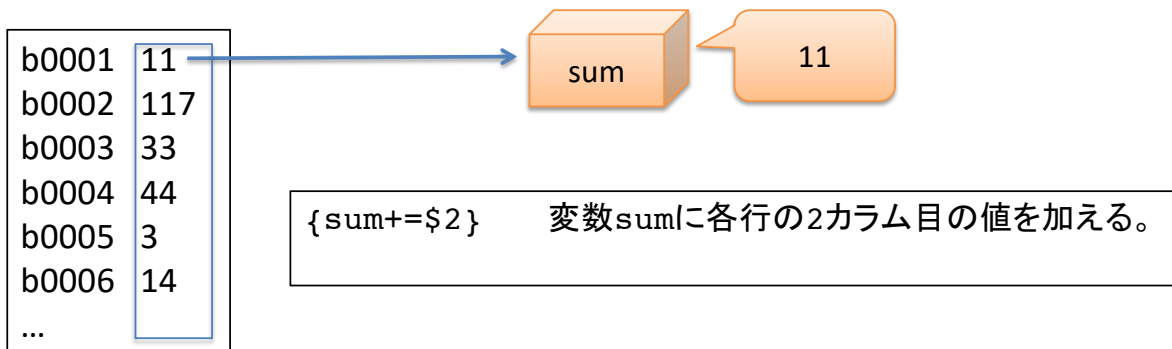 b0001 11
b0002 117
b0003 33
b0004 44
b0005 3
b0006 14
…
sum
11
{sum+=$2} 変数sumに各行の2カラム目の値を加える。